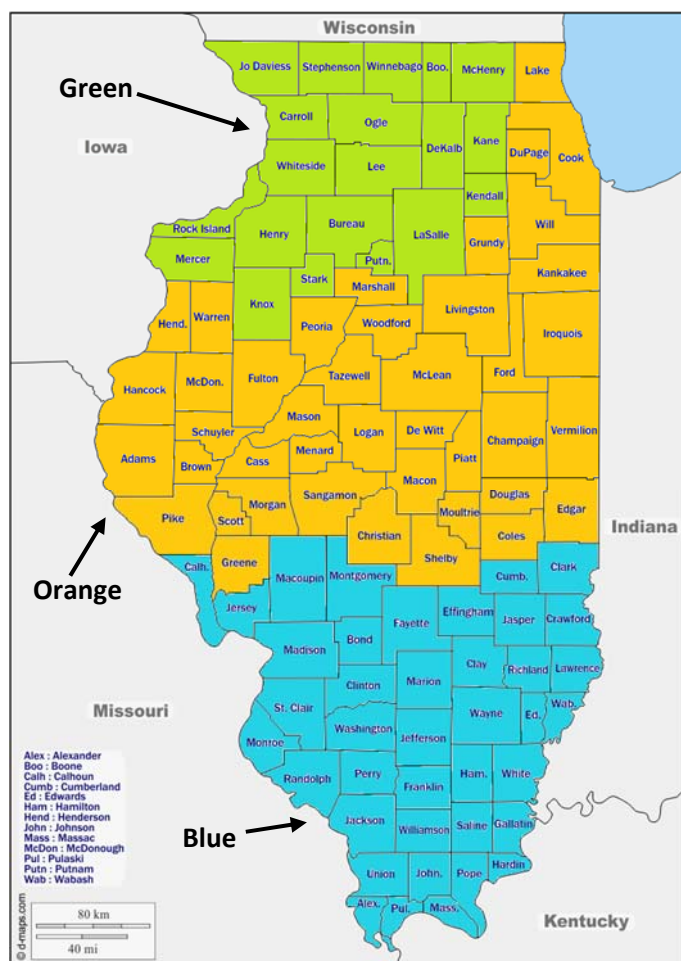 Wisconsin
Jo Daviess
Stephenson
Winnebago
Boo.
McHenry
Lake
Green
Carroll
Ogle
DeKalb
Kane
DuPage
Cook
Iowa
Whiteside
Lee
Kendall
Will
Rock Island
Henry
Bureau
LaSalle
Grundy
Mercer
Putn.
Kankakee
Stark
Marshall
Knox
Hend.
Warren
Peoria
Woodford
Livingston
Iroquois
Hancock
McDon.
Fulton
Tazewell
McLean
Ford
Mason
Schuyler
Logan
De Witt
Champaign
Vermilion
Adams
Brown
Cass
Menard
Piatt
Macon
Pike
Scott
Morgan
Sangamon
Douglas
Moultrie
Edgar
Indiana
Christian
Coles
Orange
Calh.
Greene
Macoupin
Montgomery
Shelby
Cumb.
Clark
Jersey
Fayette
Effingham
Jasper
Crawford
Madison
Bond
Clay
Richland
Lawrence
Clinton
Marion
Missouri
St. Clair
Wayne
Ed.
Wab.
Washington
Jefferson
Monroe
Randolph
Perry
Franklin
Ham.
White
Blue
Jackson
Williamson
Saline
Gallatin
Union
John.
Pope
Hardin
Alex.
Pul.
Mass.
Kentucky
Alex : Alexander
Boo : Boone
Calh : Calhoun
Cumb : Cumberland
Ed : Edwards
Ham : Hamilton
Hend : Henderson
John : Johnson
Mass : Massac
McDon : McDonough
Pul : Pulaski
Putn : Putnam
Wab : Wabash
80 km
40 mi
© d-maps.com